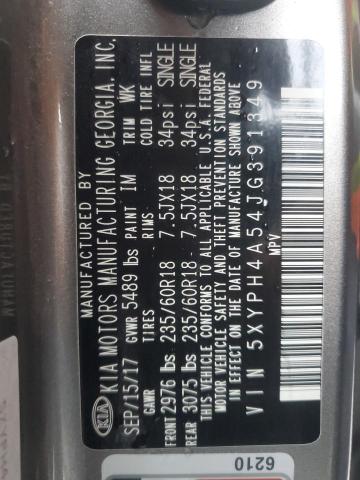 MANUFACTURED BY
KIA KIA MOTORS MANUFACTURING GEORGIA, INC.
SEP/15/17 GVWR 5489 lbs PAINT IM TRIM WK
GAWR TIRES RIMS COLD TIRE INFL
FRONT 2976 lbs 235/60R18 7.5JX18 34psi SINGLE
REAR 3075 lbs 235/60R18 - 7.5JX18 - 34psi SINGLE
THIS VEHICLE CONFORMS TO ALL APPLICABLE U.S.A. FEDERAL
MOTOR VEHICLE SAFETY AND THEFT PREVENTION STANDARDS
IN EFFECT ON THE DATE OF MANUFACTURE SHOWN ABOVE
VIN 5XYPH4A54JG391349
MPV
6210